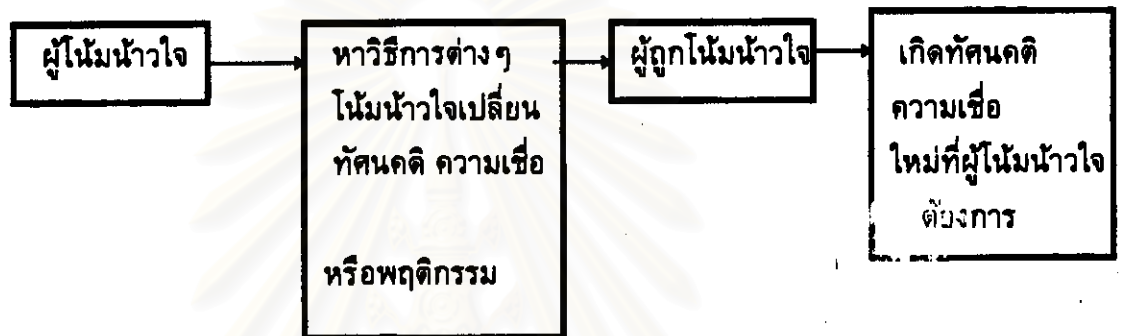 ผู้โน้มน้าวใจ
หาวิธีการต่างๆ
โน้มน้าวใจเปลี่ยน
ทัศนคติ ความเชื่อ
หรือพฤติกรรม
ผู้ถูกโน้มน้าวใจ
เกิดทัศนคติ
ความเชื่อ
ใหม่ที่ผู้โน้มน้าวใจ
ต้องการ